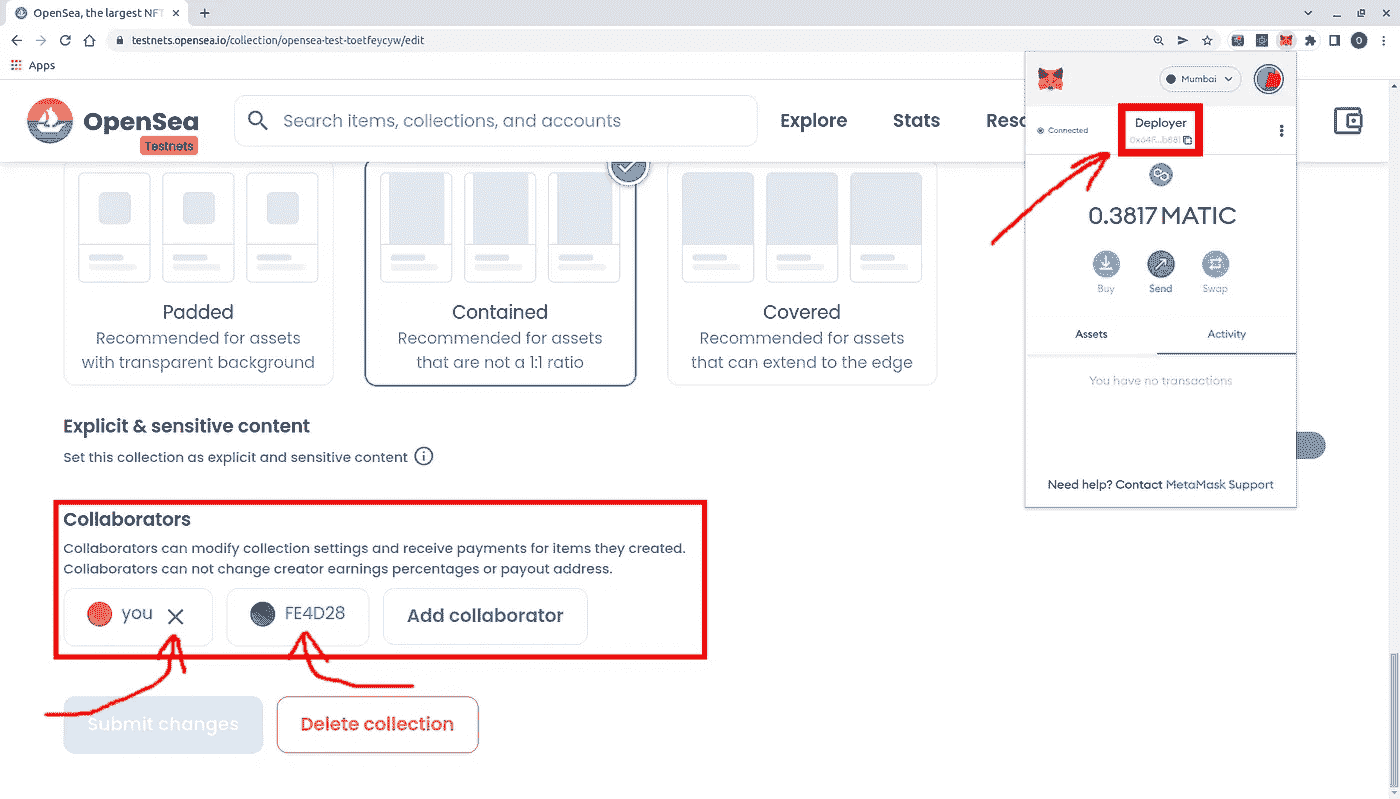 OpenSea, the largest NFT
testnets.opensea.io/collection/opensea-test-toetfeycyw/edit
O
Apps
OpenSea
Testnets
Search items, collections, and accounts
Explore
Stats
Reso
Mumbai
Connected
Deployer
0.3817 MATIC
Buy
Send
Swap
Assets
Activity
You have no transactions
Need help? Contact MetaMask Support
Padded
Recommended for assets
with transparent background
Contained
Recommended for assets
that are not a 1:1 ratio
Covered
Recommended for assets
that can extend to the edge
Explicit & sensitive content
Set this collection as explicit and sensitive content
Collaborators
Collaborators can modify collection settings and receive payments for items they created.
Collaborators can not change creator earnings percentages or payout address.
you
FE4D28
Add collaborator
Submit changes
Delete collection